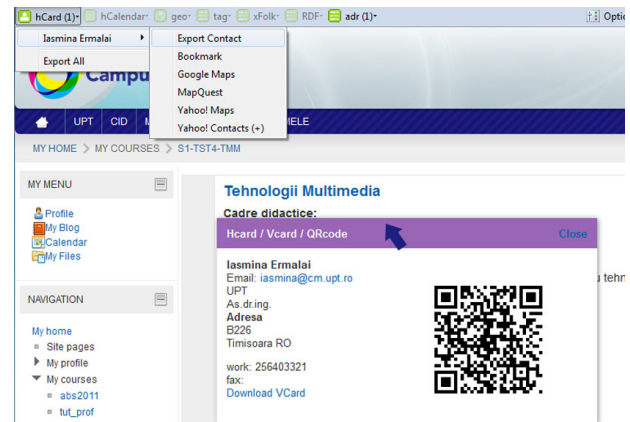 hCard (1) hCalendar geo tag xFolk RDF adr (1) Optio
Iasmina Ermalai
Export All
Export Contact
Bookmark
Google Maps
MapQuest
Yahoo! Maps
Yahoo! Contacts (+)
Campu
UPT CID M IELE
MY HOME MY COURSES S1-TST4-TMM
MY MENU
Profile
My Blog
Calendar
My Files
NAVIGATION
My home
Site pages
My profile
My courses
abs2011
tut_prof
Tehnologii Multimedia
Cadre didactice:
Hcard / Vcard / QRcode Close
Iasmina Ermalai
Email: iasmina@cm.upt.ro
UPT
As.dr.ing.
Adresa
B226
Timisoara RO
work: 256403321
fax:
Download VCard
u tehn